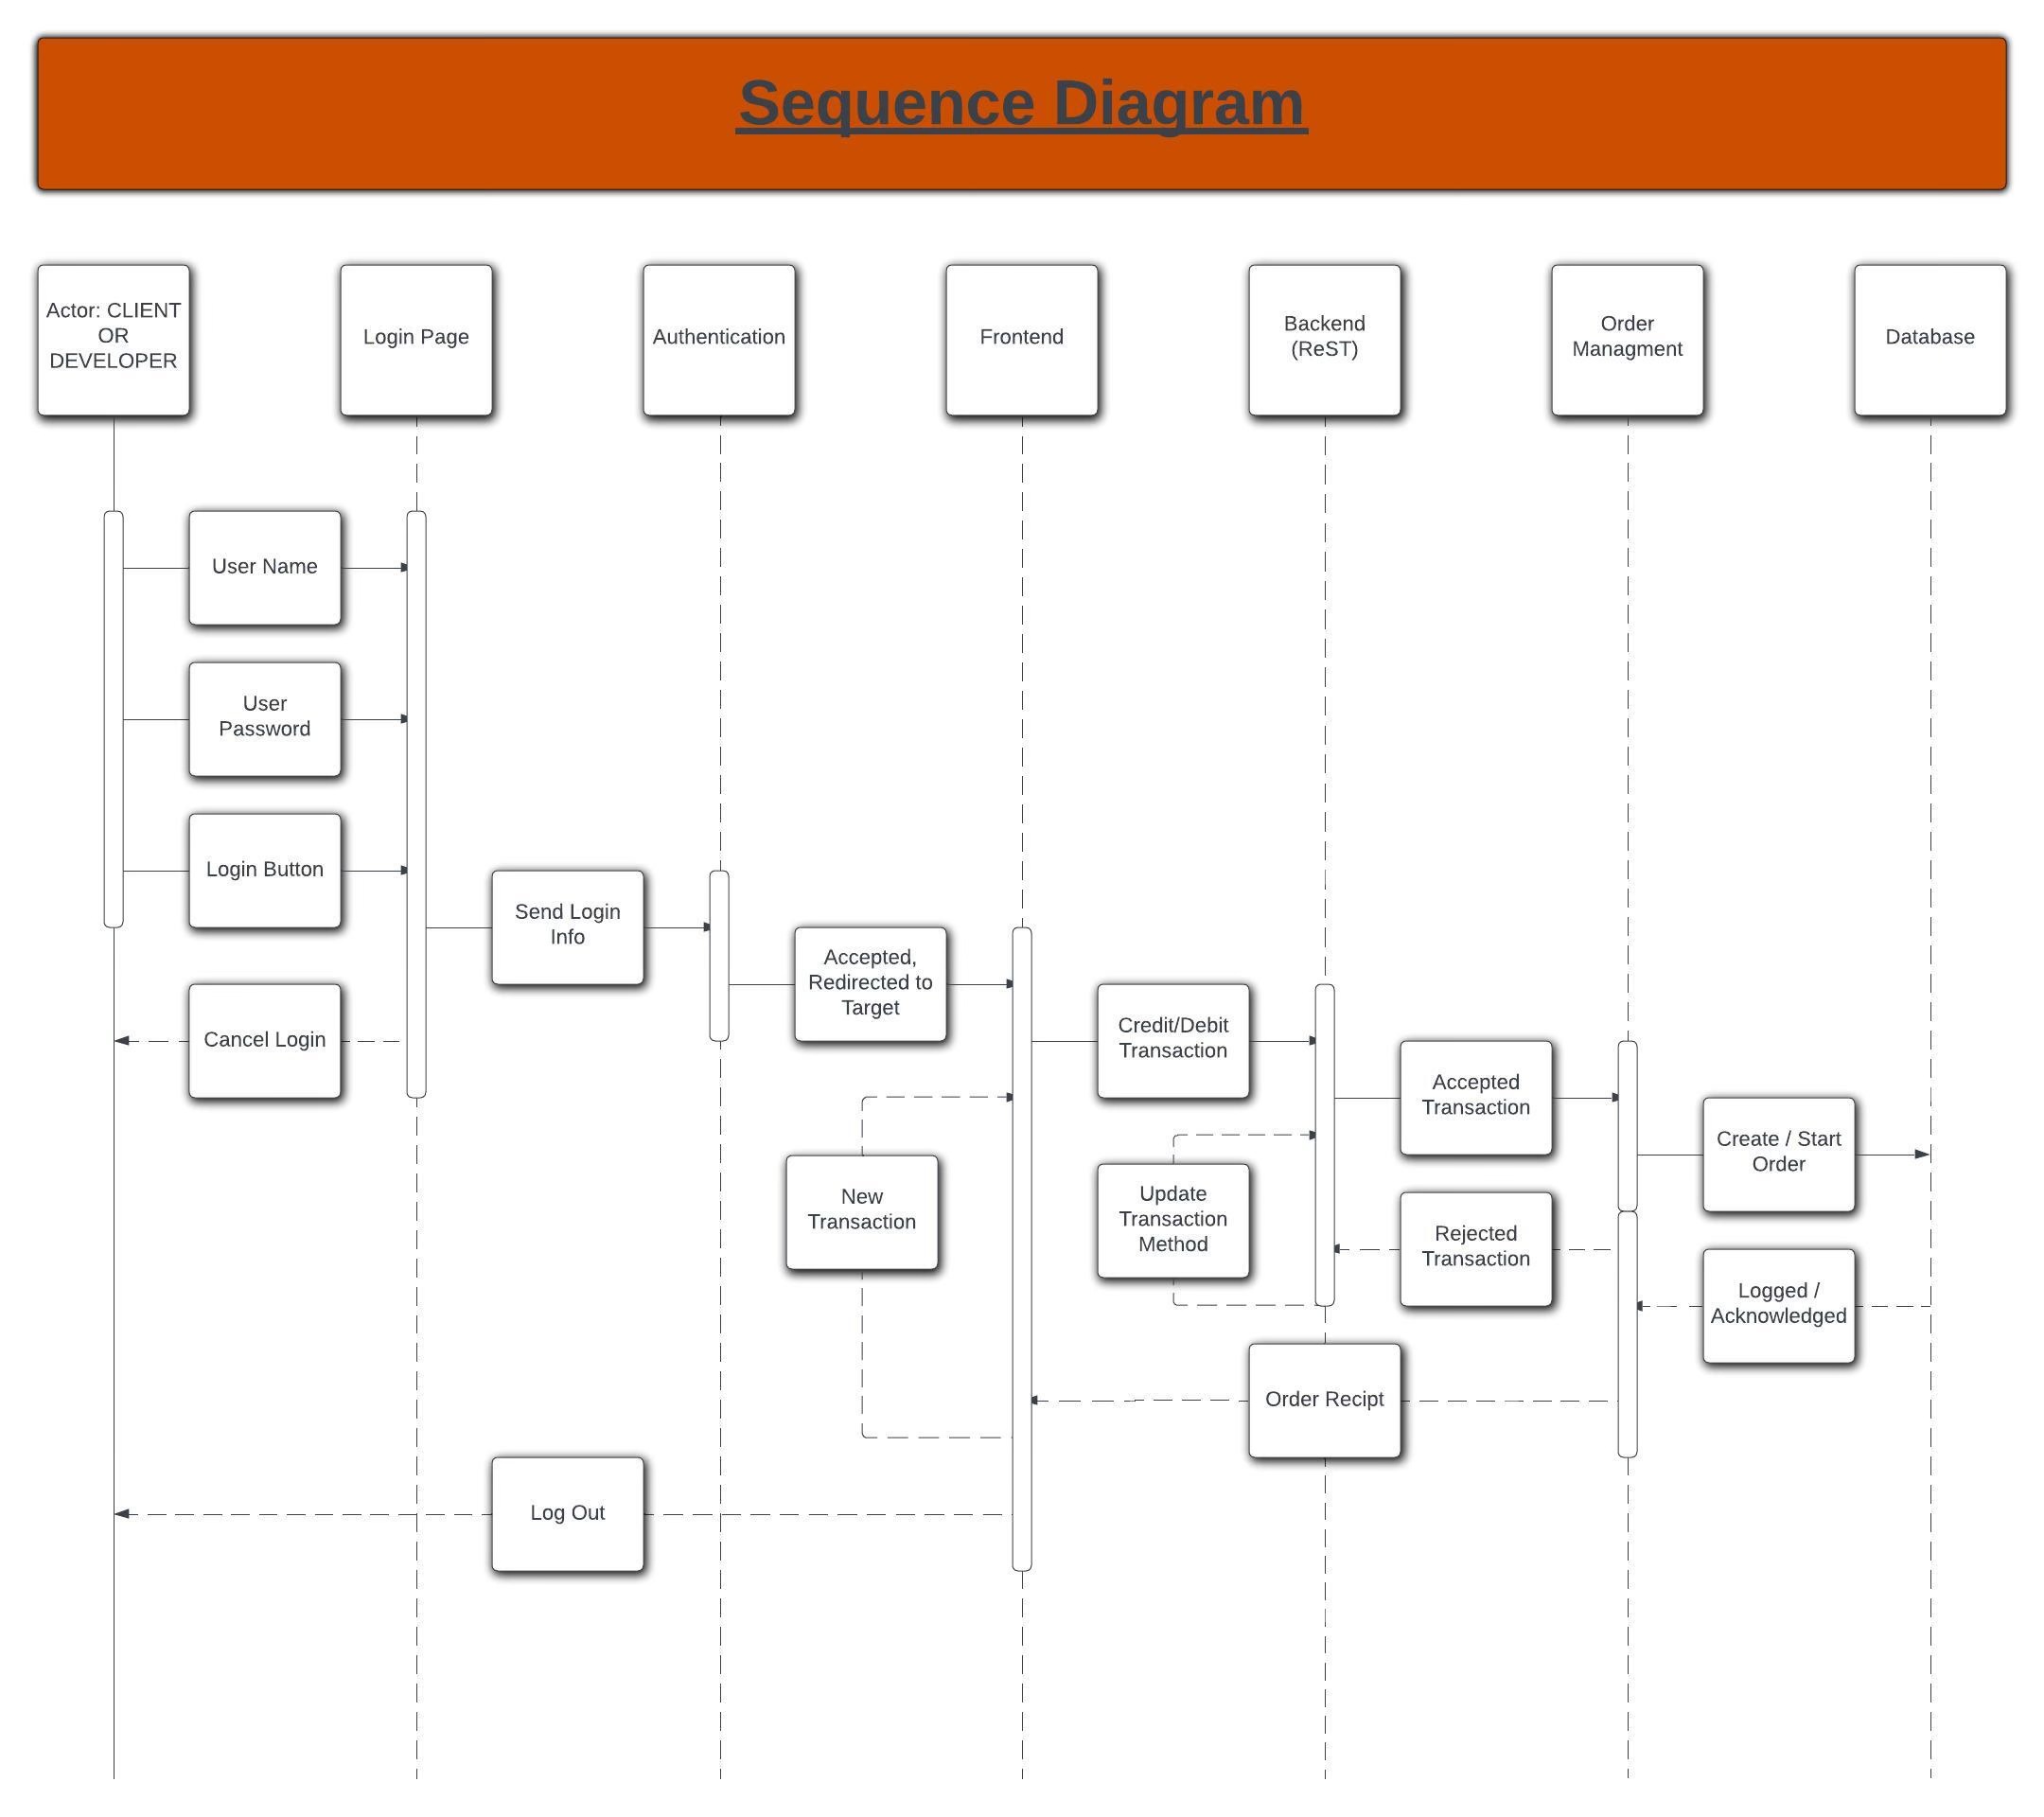 Sequence Diagram
Actor: CLIENT
OR
DEVELOPER
Login Page
Authentication
Frontend
Backend
(ReST)
Order
Managment
Database
User Name
User
Password
Login Button
Send Login
Info
Accepted,
Redirected to
Target
Cancel Login
Credit/Debit
Transaction
Accepted
Transaction
Create / Start
Order
New
Transaction
Update
Transaction
Method
Rejected
Transaction
Logged /
Acknowledged
Order Recipt
Log Out